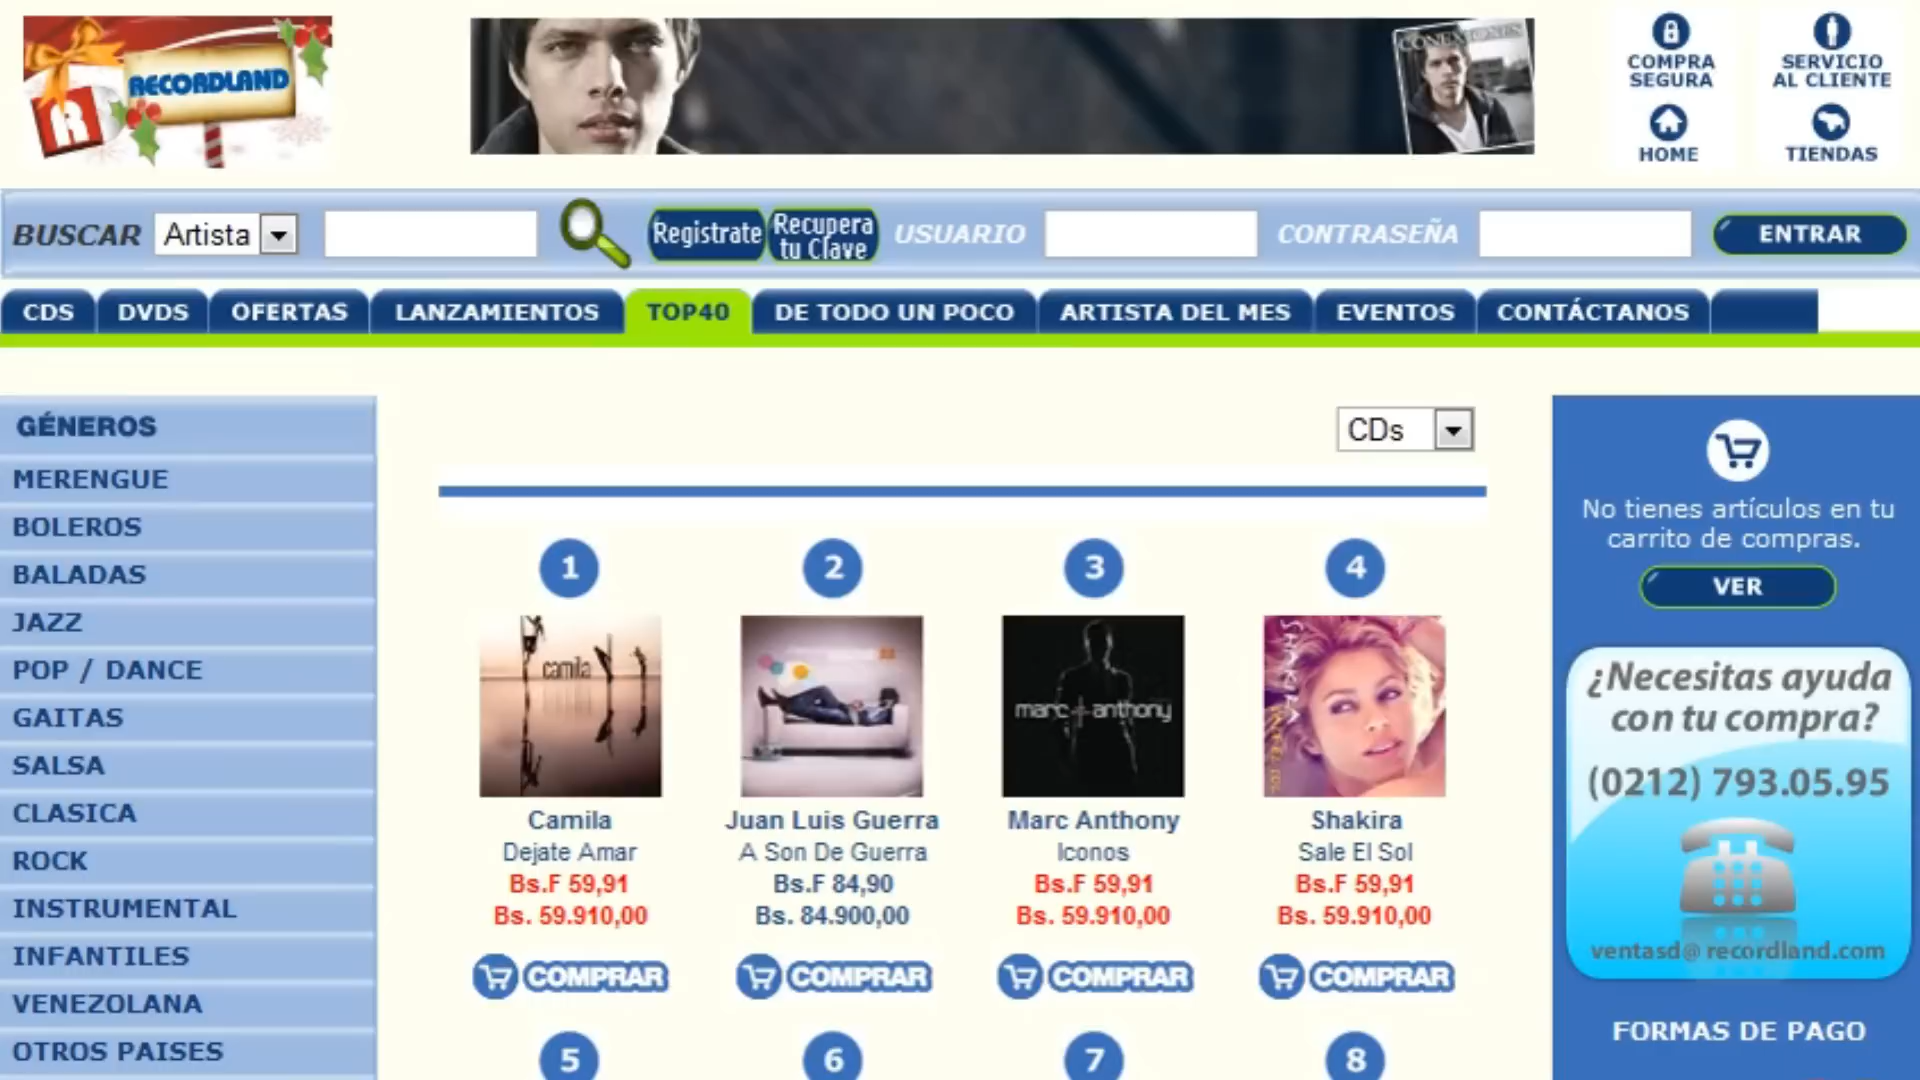 RECORDLAND
R
CONEXIONES
COMPRA
SEGURA
SERVICIO
AL CLIENTE
HOME
TIENDAS
BUSCAR
Artista
Registrate
Recupera
tu Clave
USUARIO
CONTRASEÑA
ENTRAR
CDS
DVDS
OFERTAS
LANZAMIENTOS
TOP40
DE TODO UN POCO
ARTISTA DEL MES
EVENTOS
CONTÁCTANOS
GÉNEROS
MERENGUE
BOLEROS
BALADAS
JAZZ
POP / DANCE
GAITAS
SALSA
CLASICA
ROCK
INSTRUMENTAL
INFANTILES
VENEZOLANA
OTROS PAISES
CDs
1
2
3
4
camila
marc anthony
SHAKIRA
Camila
Dejate Amar
Bs.F 59,91
Bs. 59.910,00
COMPRAR
Juan Luis Guerra
A Son De Guerra
Bs.F 84,90
Bs. 84.900,00
COMPRAR
Marc Anthony
Iconos
Bs.F 59,91
Bs. 59.910,00
COMPRAR
Shakira
Sale El Sol
Bs.F 59,91
Bs. 59.910,00
COMPRAR
5
6
7
8
No tienes artículos en tu
carrito de compras.
VER
¿Necesitas ayuda
con tu compra?
(0212) 793.05.95
ventasd@recordland.com
FORMAS DE PAGO